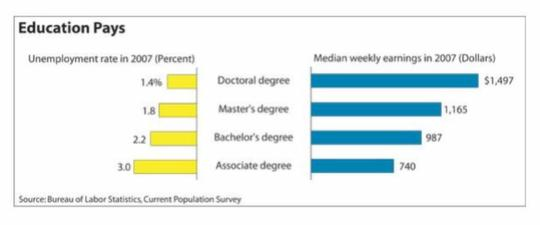 Education Pays
Unemployment rate in 2007 (Percent) Median weekly earnings in 2007 (Dollars)
1.4% Doctoral degree $1,497
1.8 Master's degree 1,165
2.2 Bachelor's degree 987
3.0 Associate degree 740
Source: Bureau of Labor Statistics, Current Population Survey